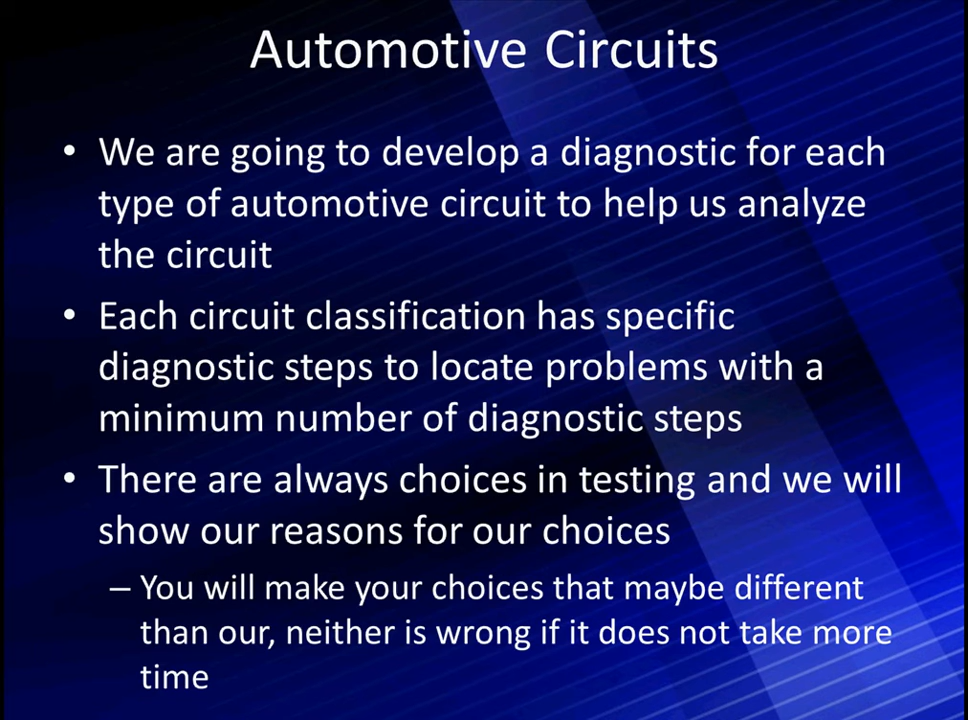 Automotive Circuits
• We are going to develop a diagnostic for each
type of automotive circuit to help us analyze
the circuit
• Each circuit classification has specific
diagnostic steps to locate problems with a
minimum number of diagnostic steps
• There are always choices in testing and we will
show our reasons for our choices
– You will make your choices that maybe different
than our, neither is wrong if it does not take more
time